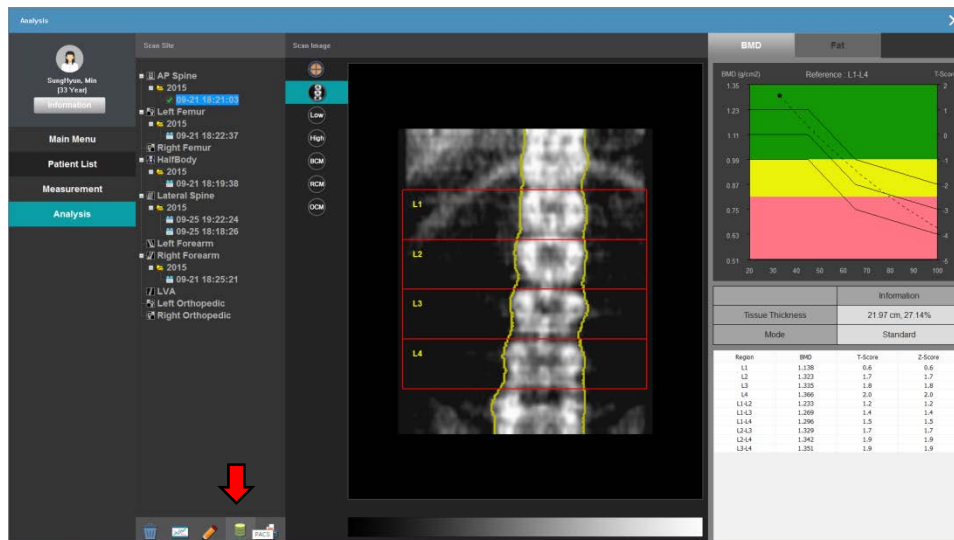 Analysis
SungHyun, Min
(33 Year)
Information
Main Menu
Patient List
Measurement
Analysis
Scan Site
AP Spine
2015
09-21 18:21:03
Left Femur
2015
09-21 18:22:37
Right Femur
HalfBody
2015
09-21 18:19:38
Lateral Spine
2015
09-25 19:22:24
09-25 18:18:26
Left Forearm
Right Forearm
2015
09-21 18:25:21
LVA
Left Orthopedic
Right Orthopedic
PACS
Scan Image
Low
High
BCM
RCM
OCM
L1
L2
L3
L4
BMD Fat
BMD (g/cm2) Reference : L1-L4 T-Score
1.35 2
1.23 1
1.11 0
0.99 -1
0.87 -2
0.75 -3
0.63 -4
0.51 -5
20 30 40 50 60 70 80 90 100
Information
Tissue Thickness 21.97 cm, 27.14%
Mode Standard
Region BMD T-Score Z-Score
L1 1.138 0.6 0.6
L2 1.323 1.7 1.7
L3 1.335 1.8 1.8
L4 1.366 2.0 2.0
L1-L2 1.233 1.2 1.2
L1-L3 1.269 1.4 1.4
L1-L4 1.296 1.5 1.5
L2-L3 1.329 1.7 1.7
L2-L4 1.342 1.9 1.9
L3-L4 1.351 1.9 1.9